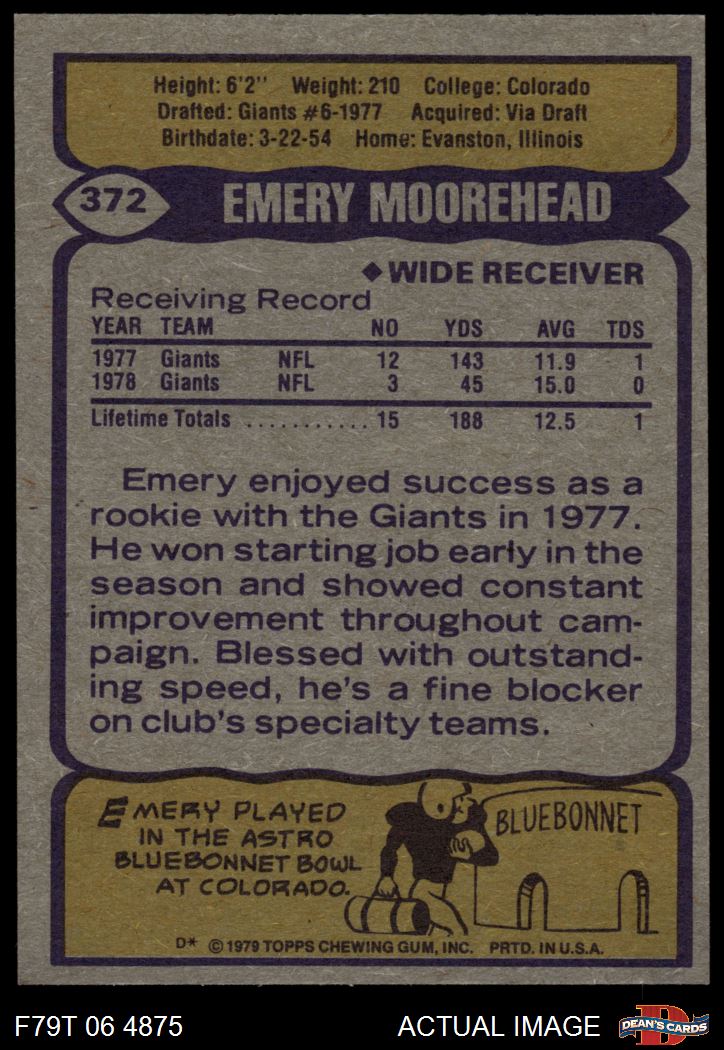 Height: 6'2" Weight: 210 College: Colorado
Drafted: Giants #6-1977 Acquired: Via Draft
Birthdate: 3-22-54 Home: Evanston, Illinois
372 EMERY MOOREHEAD
◆ WIDE RECEIVER
Receiving Record
YEAR TEAM NO YDS AVG TDS
1977 Giants NFL 12 143 11.9 1
1978 Giants NFL 3 45 15.0 0
Lifetime Totals ........... 15 188 12.5 1
Emery enjoyed success as a
rookie with the Giants in 1977.
He won starting job early in the
season and showed constant
improvement throughout cam-
paign. Blessed with outstand-
ing speed, he's a fine blocker
on club's specialty teams.
EMERY PLAYED
IN THE ASTRO
BLUEBONNET BOWL
AT COLORADO.
BLUEBONNET
D* © 1979 TOPPS CHEWING GUM, INC. PRTD. IN U.S.A.
F79T 06 4875 ACTUAL IMAGE D DEAN'S CARDS